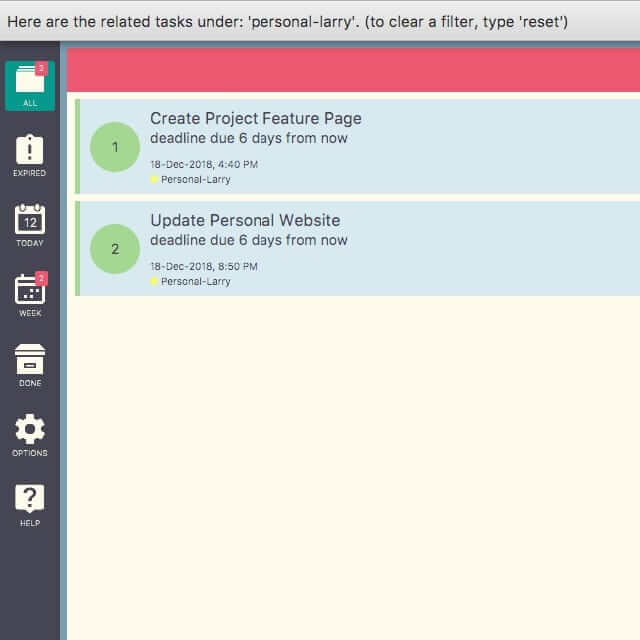 Here are the related tasks under: 'personal-larry'. (to clear a filter, type 'reset')
3
ALL
EXPIRED
12
TODAY
2
WEEK
DONE
OPTIONS
?
HELP
1
Create Project Feature Page
deadline due 6 days from now
18-Dec-2018, 4:40 PM
Personal-Larry
2
Update Personal Website
deadline due 6 days from now
18-Dec-2018, 8:50 PM
Personal-Larry